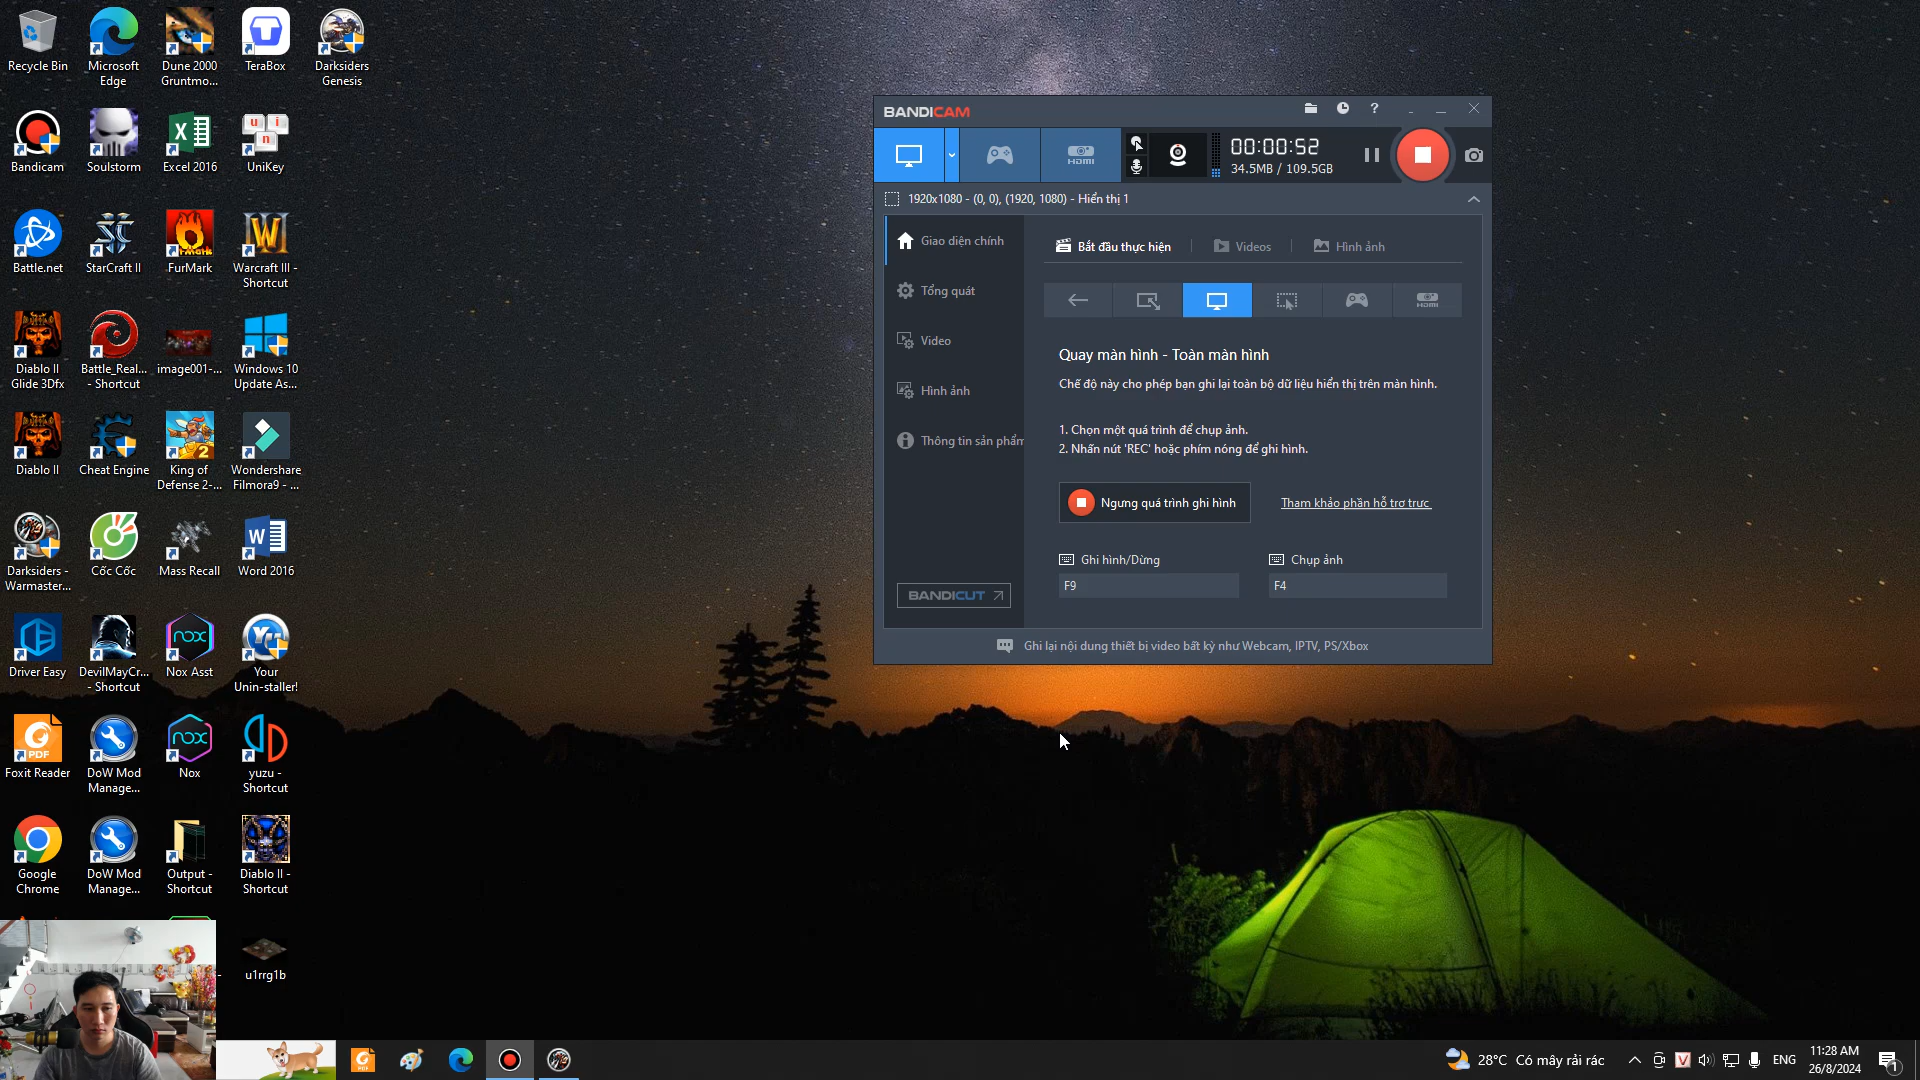 Recycle Bin
Microsoft
Edge
Dune 2000
Gruntmo...
TeraBox
Darksiders
Genesis
Bandicam
Soulstorm
Excel 2016
UniKey
Battle.net
StarCraft II
FurMark
Warcraft III -
Shortcut
Diablo II
Glide 3Dfx
Battle_Real...
- Shortcut
image001-...
Windows 10
Update As...
Diablo II
Cheat Engine
King of
Defense 2-...
Wondershare
Filmora9 - ...
Darksiders -
Warmaster...
Cốc Cốc
Mass Recall
Word 2016
Driver Easy
DevilMayCr...
- Shortcut
Nox Asst
Your
Unin-staller!
Foxit Reader
DoW Mod
Manage...
Nox
yuzu -
Shortcut
Google
Chrome
DoW Mod
Manage...
Output -
Shortcut
Diablo II -
Shortcut
u1rrg1b
BANDICAM
HDMI
00:00:52
34.5MB / 109.5GB
1920x1080 - (0, 0), (1920, 1080) - Hiển thị 1
Giao diện chính
Tổng quát
Video
Hình ảnh
Thông tin sản phẩm
BANDICUT
Bắt đầu thực hiện
Videos
Hình ảnh
HDMI
Quay màn hình - Toàn màn hình
Chế độ này cho phép bạn ghi lại toàn bộ dữ liệu hiển thị trên màn hình.
1. Chọn một quá trình để chụp ảnh.
2. Nhấn nút 'REC' hoặc phím nóng để ghi hình.
Ngưng quá trình ghi hình
Tham khảo phần hỗ trợ trực
Ghi hình/Dừng
Chụp ảnh
F9
F4
Ghi lại nội dung thiết bị video bất kỳ như Webcam, IPTV, PS/Xbox
28°C Có mây rải rác
ENG
11:28 AM
26/8/2024
1